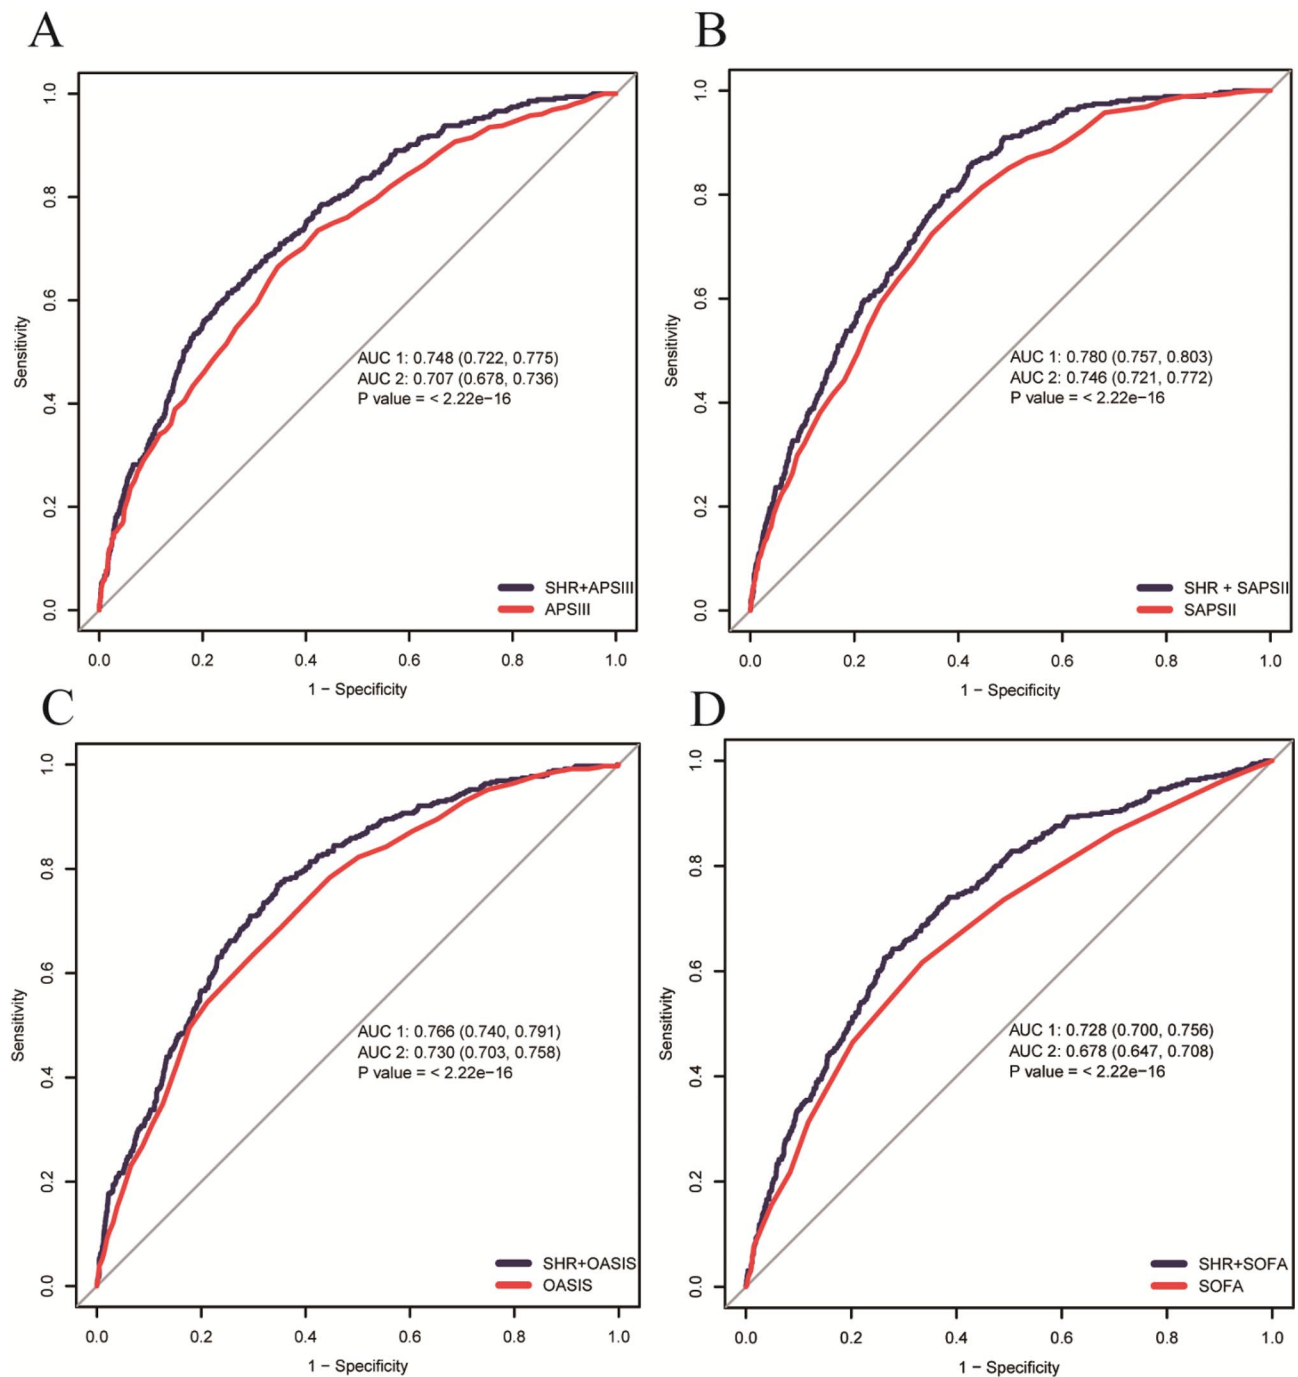 A
1.0
0.8
0.6
0.4
0.2
0.0
Sensitivity
AUC 1: 0.748 (0.722, 0.775)
AUC 2: 0.707 (0.678, 0.736)
P value = < 2.22e−16
SHR+APSIII
APSIII
0.0 0.2 0.4 0.6 0.8 1.0
1 − Specificity
B
1.0
0.8
0.6
0.4
0.2
0.0
Sensitivity
AUC 1: 0.780 (0.757, 0.803)
AUC 2: 0.746 (0.721, 0.772)
P value = < 2.22e−16
SHR + SAPSII
SAPSII
0.0 0.2 0.4 0.6 0.8 1.0
1 − Specificity
C
1.0
0.8
0.6
0.4
0.2
0.0
Sensitivity
AUC 1: 0.766 (0.740, 0.791)
AUC 2: 0.730 (0.703, 0.758)
P value = < 2.22e−16
SHR+OASIS
OASIS
0.0 0.2 0.4 0.6 0.8 1.0
1 − Specificity
D
1.0
0.8
0.6
0.4
0.2
0.0
Sensitivity
AUC 1: 0.728 (0.700, 0.756)
AUC 2: 0.678 (0.647, 0.708)
P value = < 2.22e−16
SHR+SOFA
SOFA
0.0 0.2 0.4 0.6 0.8 1.0
1 − Specificity